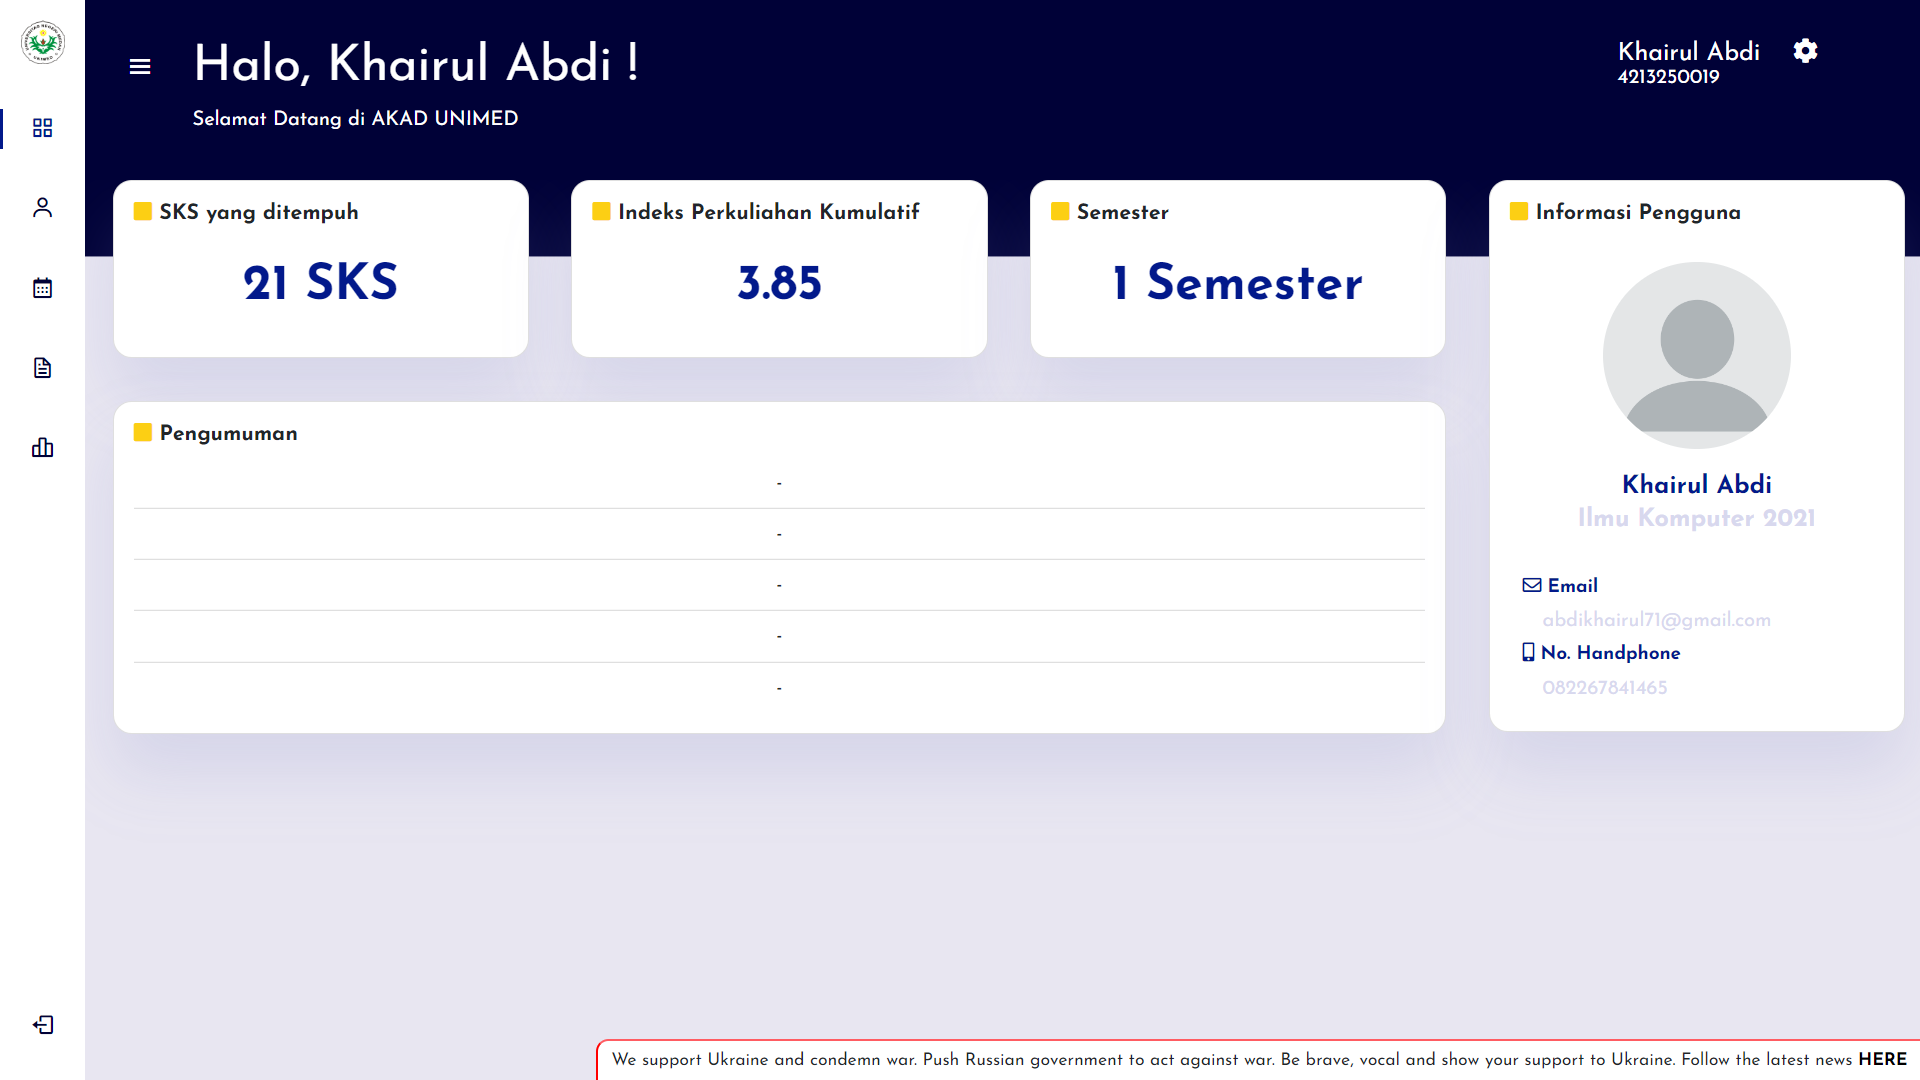 Halo, Khairul Abdi !
Selamat Datang di AKAD UNIMED
Khairul Abdi
4213250019
SKS yang ditempuh
21 SKS
Indeks Perkuliahan Kumulatif
3.85
Semester
1 Semester
Informasi Pengguna
Khairul Abdi
Ilmu Komputer 2021
Email
abdikhairul71@gmail.com
No. Handphone
082267841465
Pengumuman
-
-
-
-
-
We support Ukraine and condemn war. Push Russian government to act against war. Be brave, vocal and show your support to Ukraine. Follow the latest news HERE